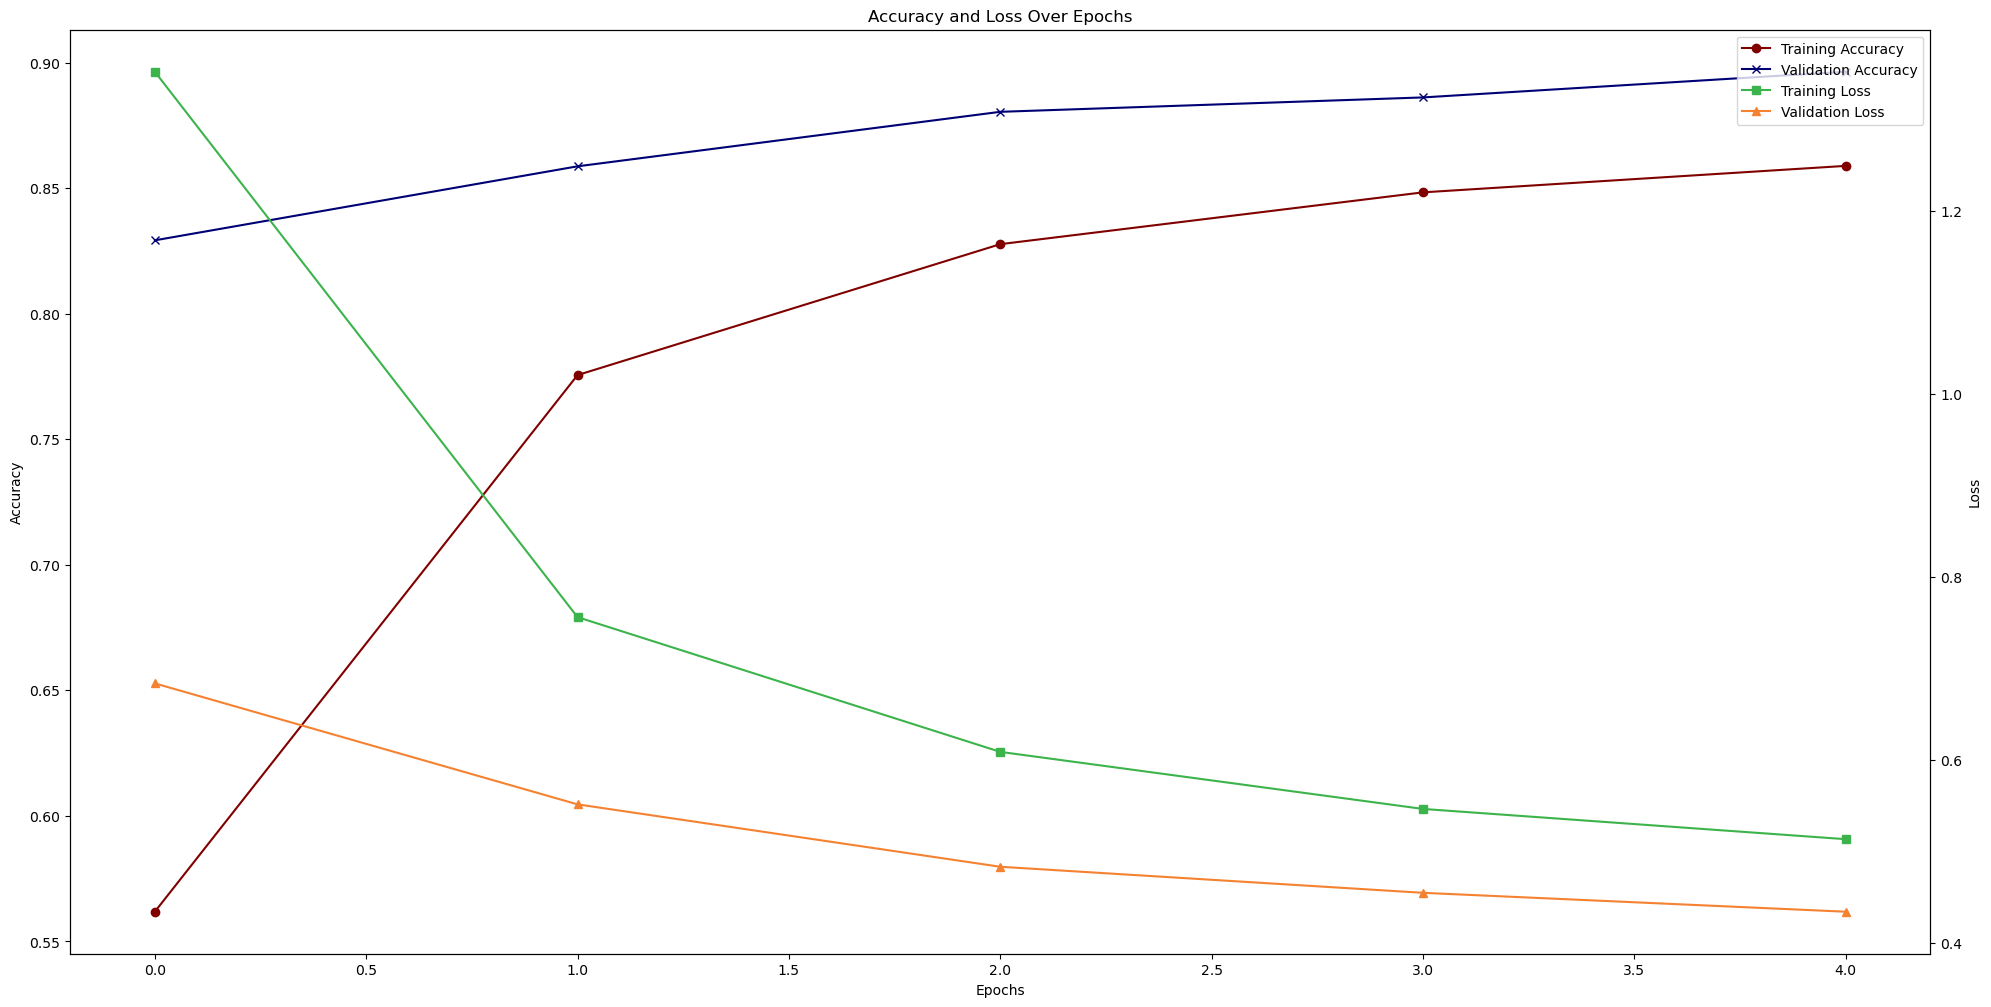 Accuracy and Loss Over Epochs
Training Accuracy
Validation Accuracy
Training Loss
Validation Loss
0.90
0.85
0.80
0.75
0.70
0.65
0.60
0.55
Accuracy
1.2
1.0
0.8
0.6
0.4
Loss
0.0 0.5 1.0 1.5 2.0 2.5 3.0 3.5 4.0
Epochs